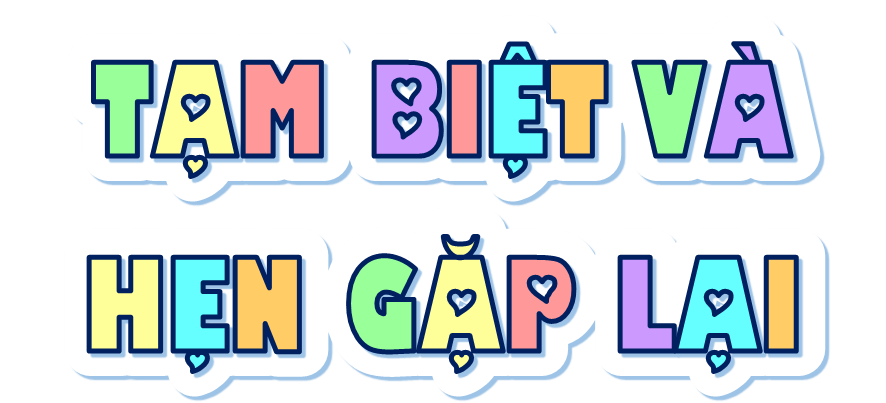 TẠM BIỆT VÀ
HẸN GẶP LẠI